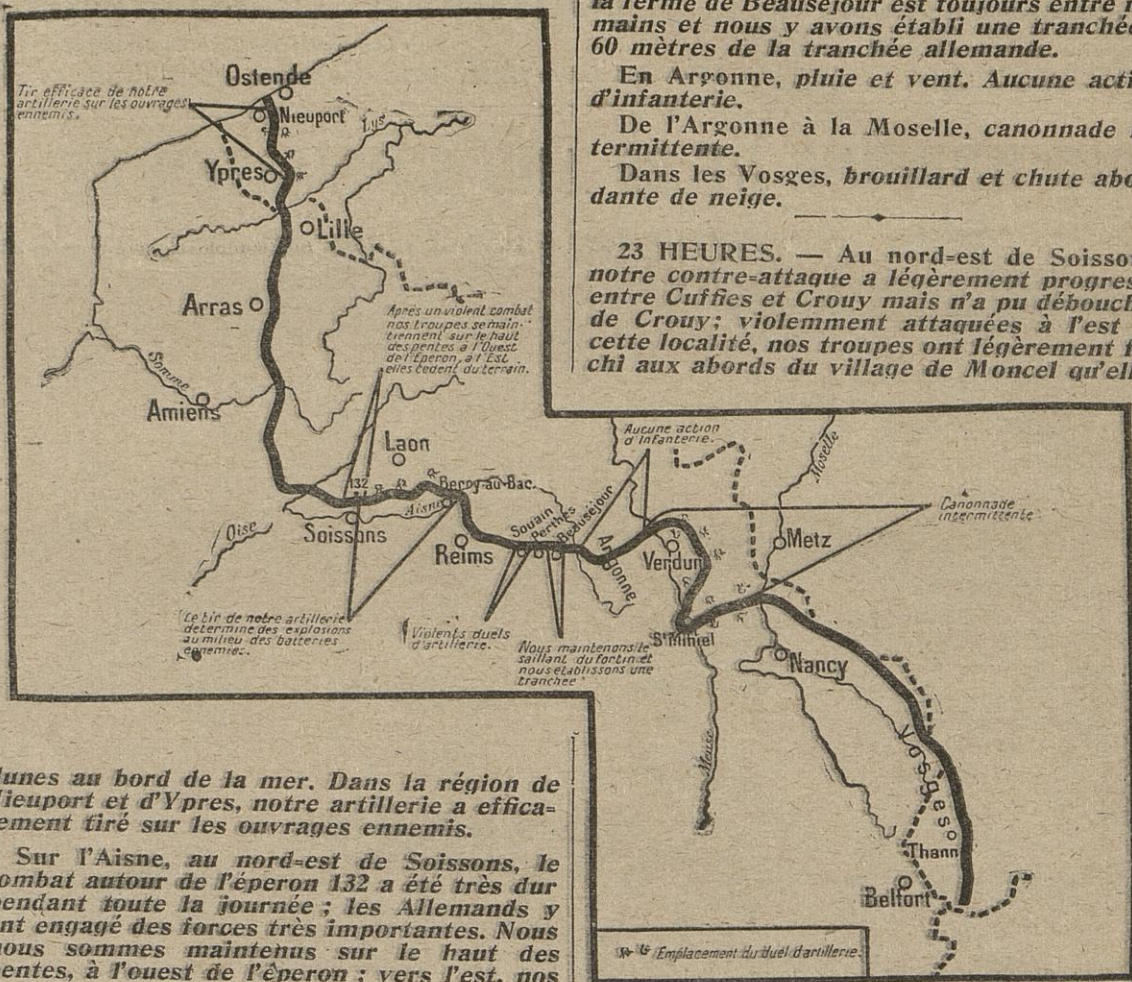 la ferme de Beauséjour est toujours entre
mains et nous y avons établi une tranchée
60 mètres de la tranchée allemande.
En Argonne, pluie et vent. Aucune acti
d'infanterie.
De l'Argonne à la Moselle, canonnade
termittente.
Dans les Vosges, brouillard et chute abo
dante de neige.
23 HEURES. — Au nord-est de Soisso
notre contre-attaque a légèrement progres
entre Cuffies et Crouy mais n'a pu débouch
de Crouy; violemment attaquées à l'est
cette localité, nos troupes ont légèrement f
chi aux abords du village de Moncel qu'ell
Ostende
Tir efficace de notre
artillerie sur les ouvrages
ennemis.
Nieuport
Lys
Ypres
Lille
Arras
Après un violent combat
nos troupes se main-
tiennent sur le haut
des pentes à l'Ouest
de l'Éperon, à l'Est
elles cèdent du terrain.
Somme
Amiens
Laon
132
Berry-au-Bac.
Aisne
Oise
Soissons
Reims
Souain
Perthes
Beauséjour
Argonne
Aucune action
d'Infanterie.
Moselle
Canonnade
intermittente
Metz
Verdun
St Mihiel
Nancy
Le tir de notre artillerie
détermine des explosions
au milieu des batteries
ennemies.
Violents duels
d'artillerie.
Nous maintenons le
saillant du fortin et
nous établissons une
tranchée
Meuse
Vosges
Thann
Belfort
Emplacement du duel d'artillerie.
dunes au bord de la mer. Dans la région de
Nieuport et d'Ypres, notre artillerie a effica-
cement tiré sur les ouvrages ennemis.
Sur l'Aisne, au nord-est de Soissons, le
combat autour de l'éperon 132 a été très dur
pendant toute la journée; les Allemands y
ont engagé des forces très importantes. Nous
nous sommes maintenus sur le haut des
pentes, à l'ouest de l'éperon; vers l'est, nos